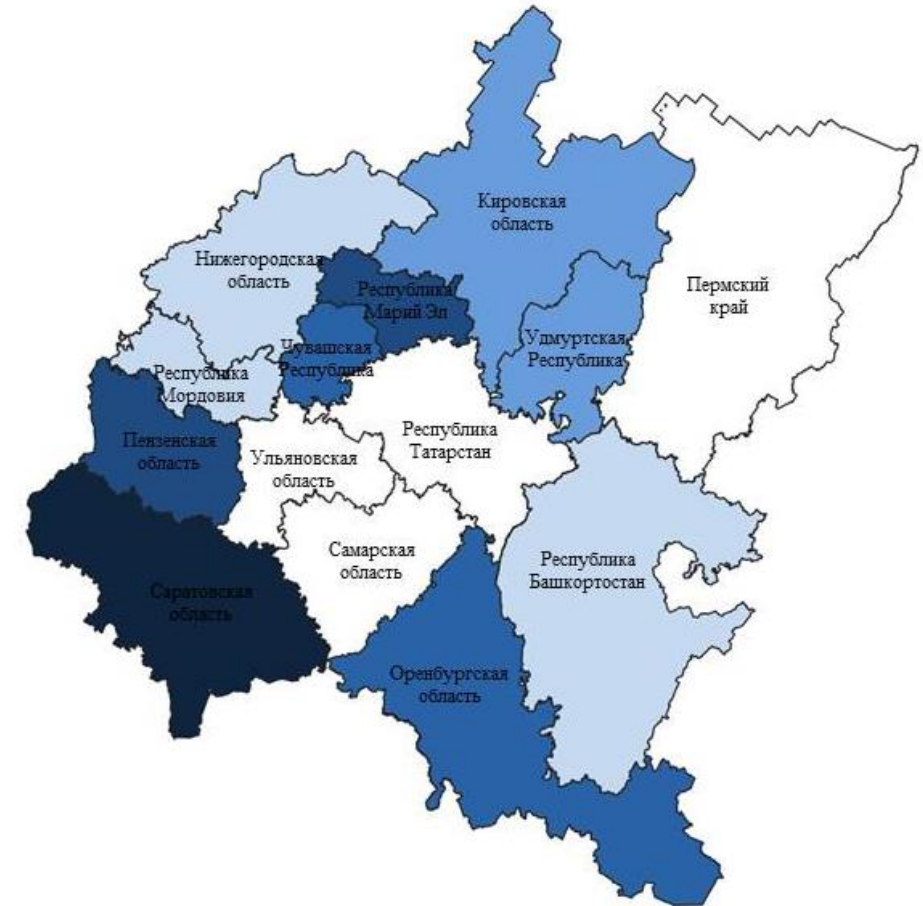 Кировская
область
Нижегородская
область
Пермский
край
Республика
Марий Эл
Удмуртская
Республика
Чувашская
Республика
Республика
Мордовия
Республика
Татарстан
Пензенская
область
Ульяновская
область
Самарская
область
Республика
Башкортостан
Саратовская
область
Оренбургская
область